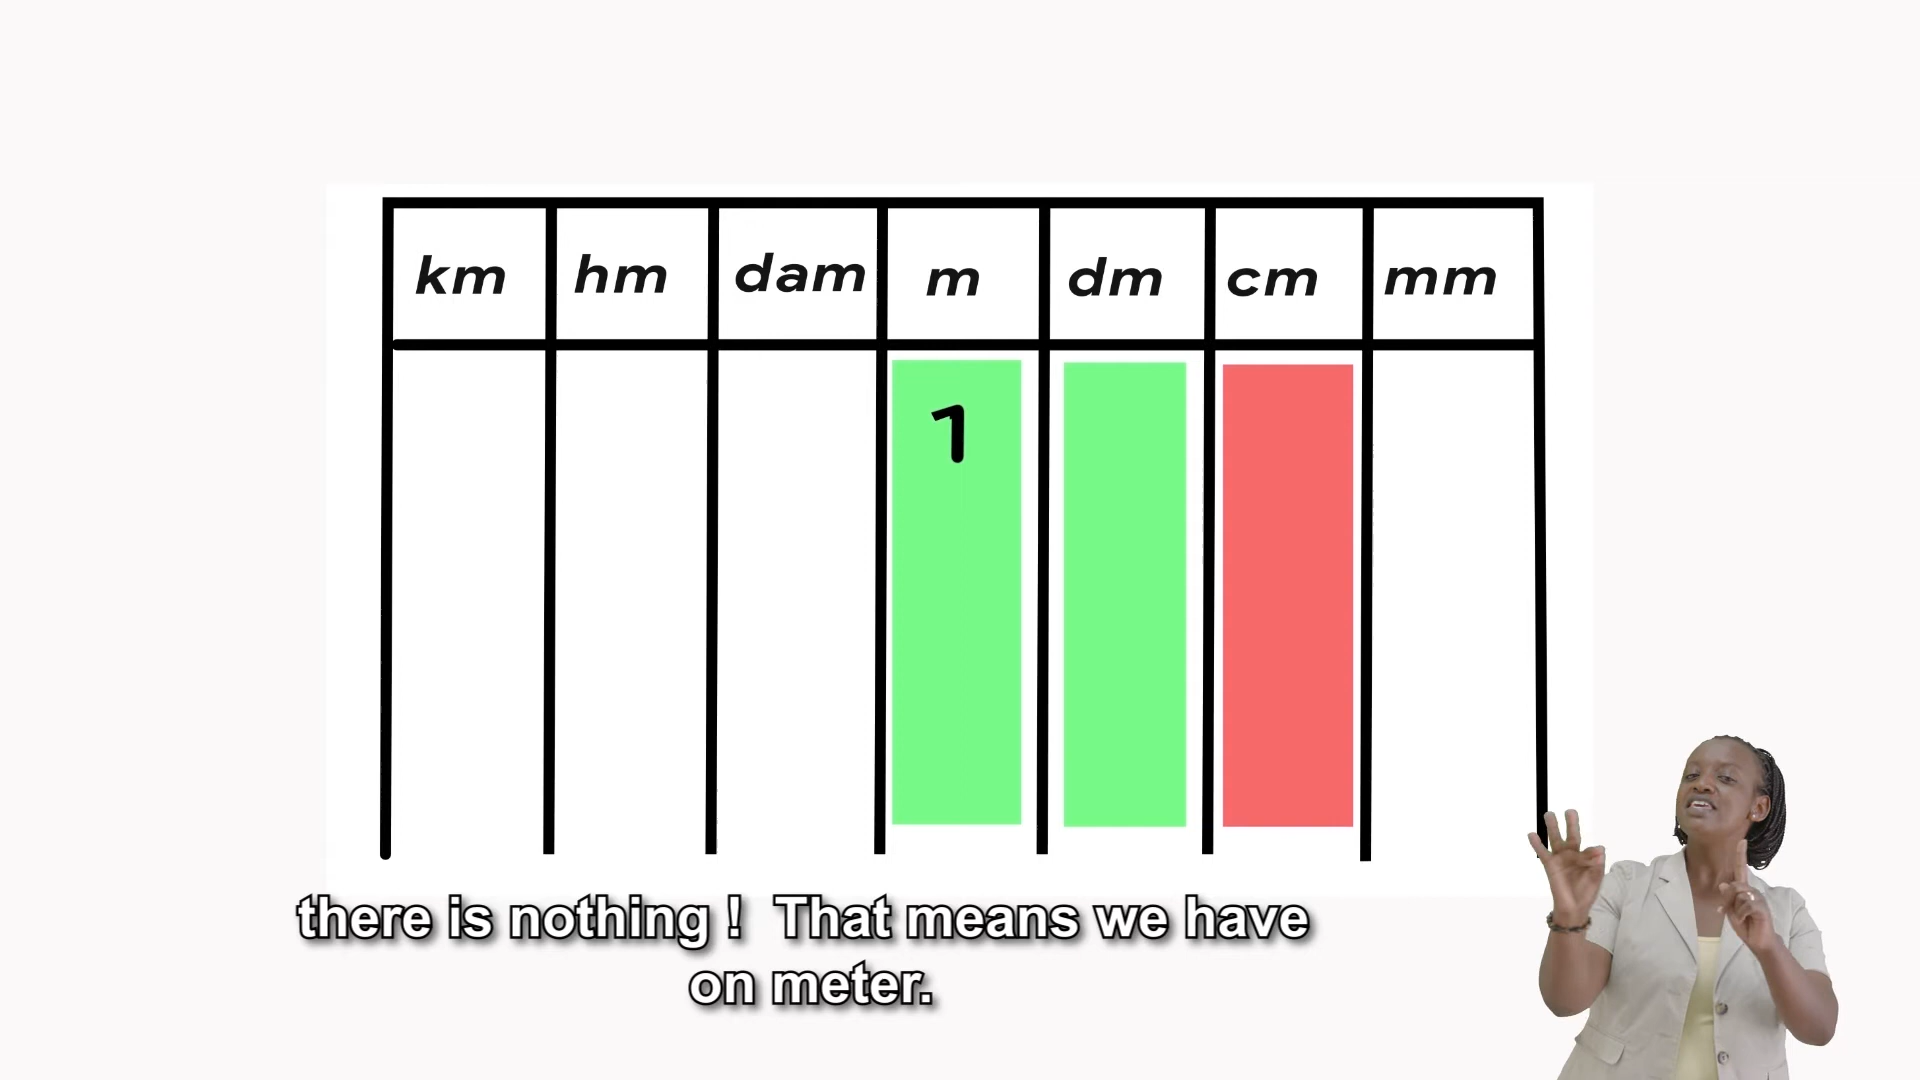 km hm dam m dm cm mm
1
there is nothing ! That means we have
on meter.